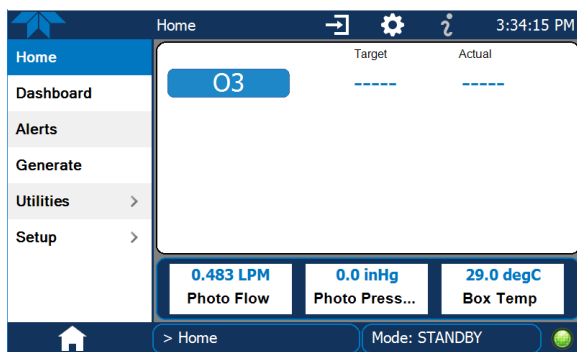 Home
3:34:15 PM
Home
Dashboard
Alerts
Generate
Utilities >
Setup >
Target Actual
O3 ----- -----
0.483 LPM
Photo Flow
0.0 inHg
Photo Press...
29.0 degC
Box Temp
> Home
Mode: STANDBY